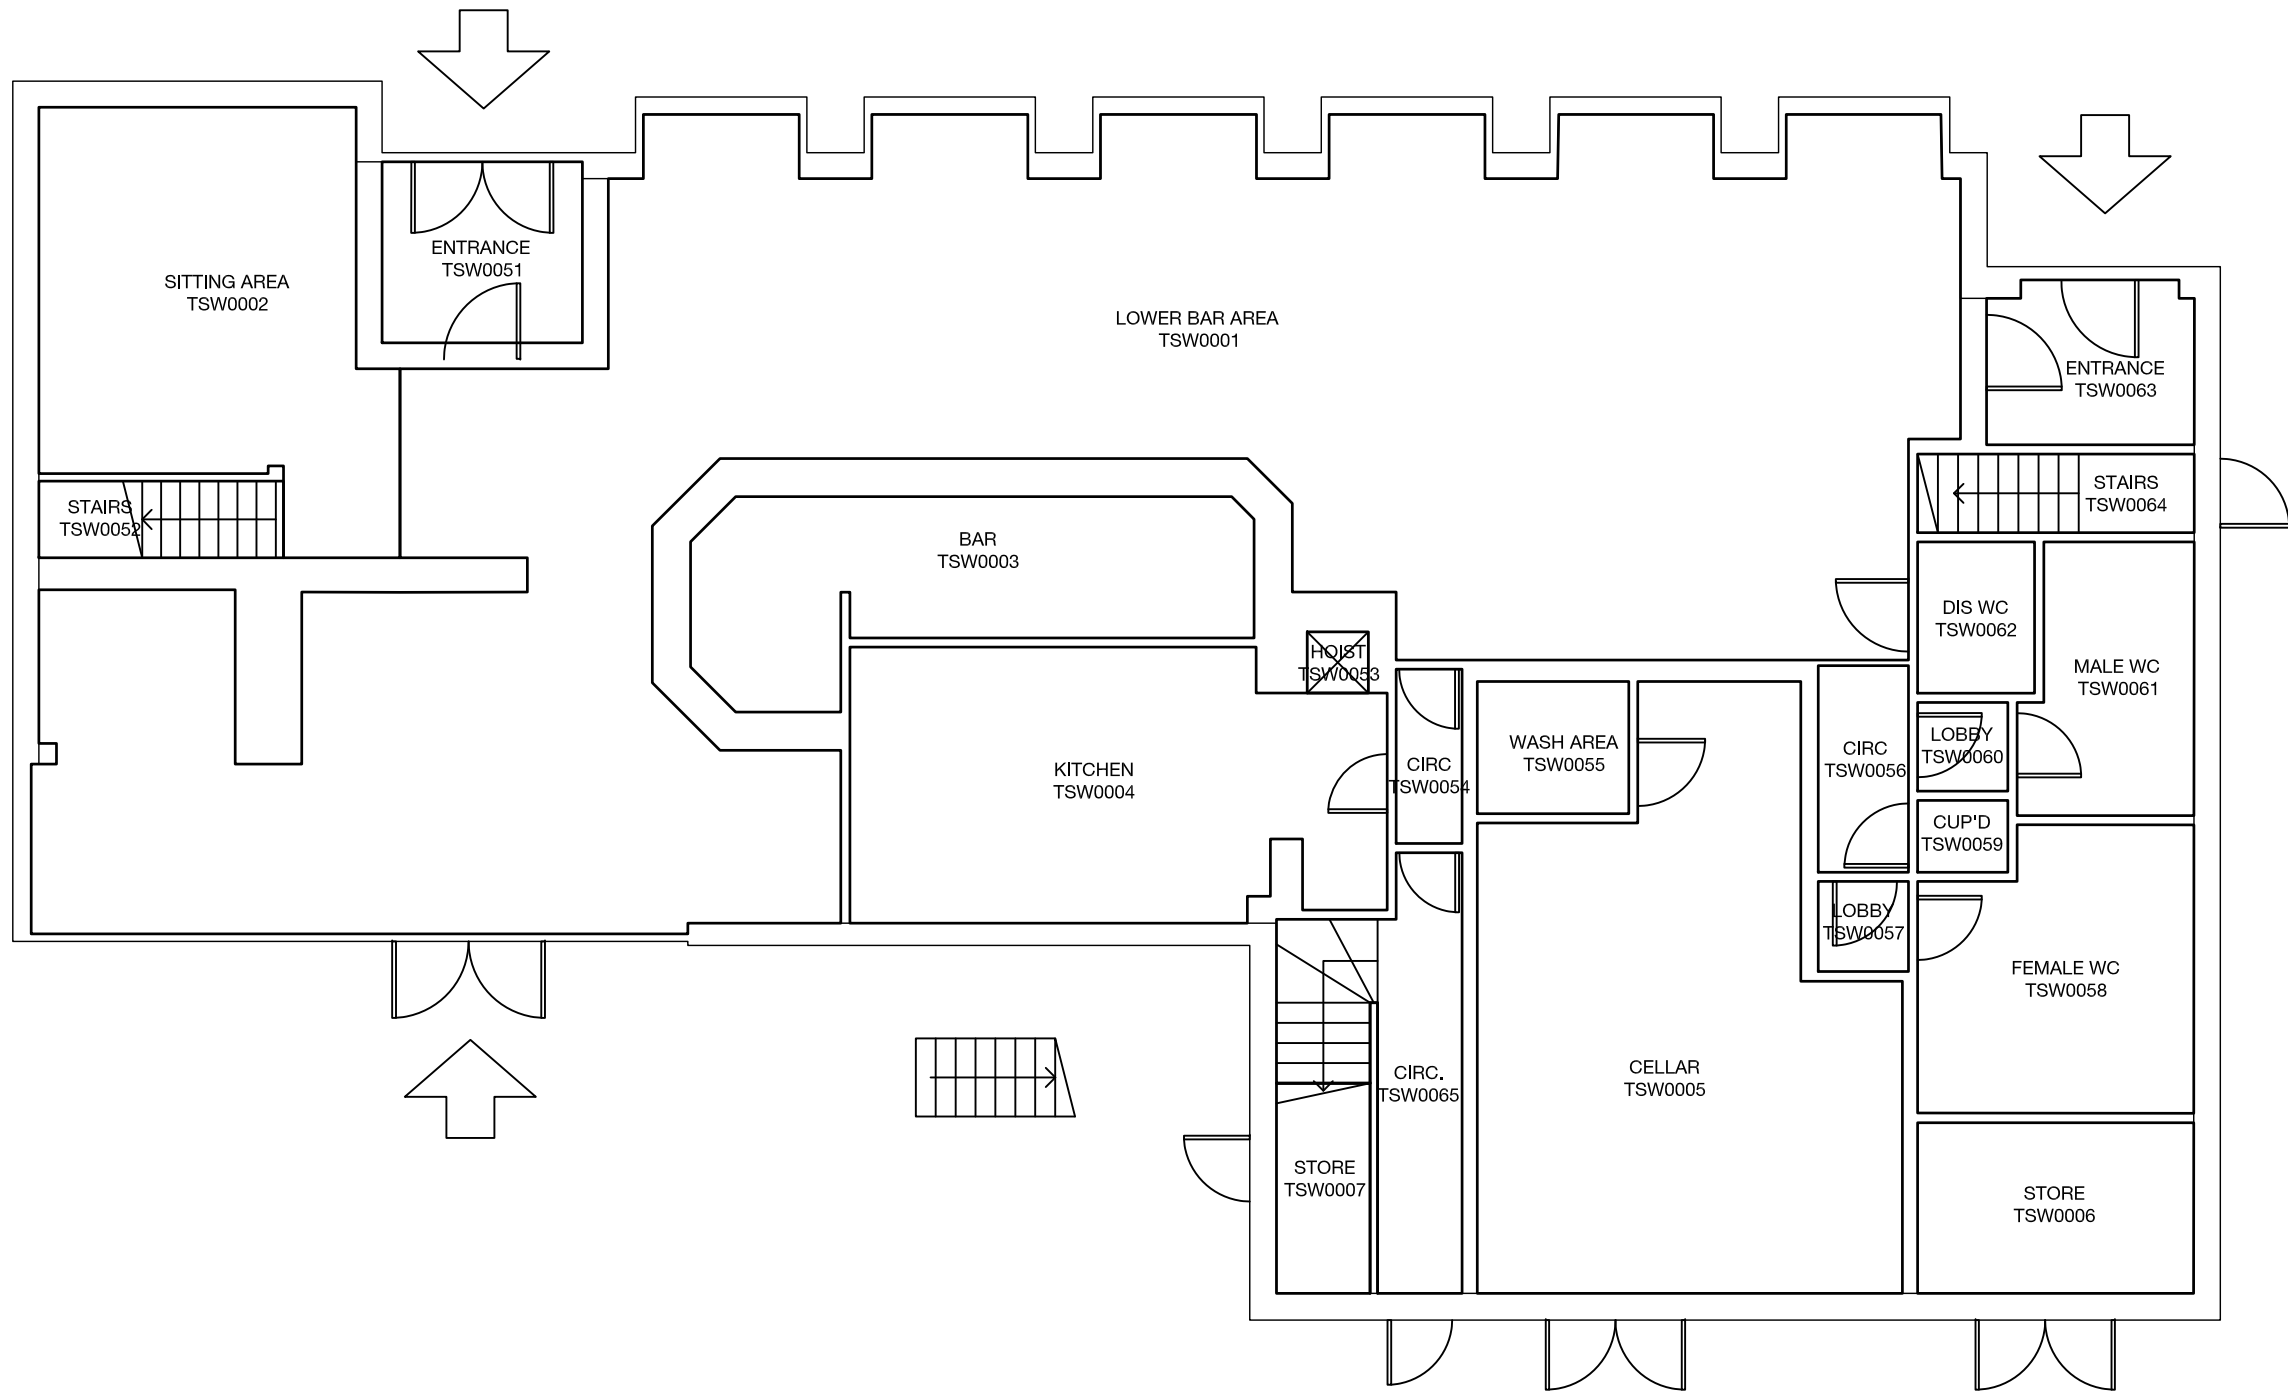 ENTRANCE
TSW0051
SITTING AREA
TSW0002
LOWER BAR AREA
TSW0001
ENTRANCE
TSW0063
STAIRS
TSW0052
STAIRS
TSW0064
BAR
TSW0003
DIS WC
TSW0062
HOIST
TSW0053
MALE WC
TSW0061
WASH AREA
TSW0055
LOBBY
TSW0060
CIRC
TSW0056
CIRC
TSW0054
KITCHEN
TSW0004
CUP'D
TSW0059
LOBBY
TSW0057
FEMALE WC
TSW0058
CELLAR
TSW0005
CIRC.
TSW0065
STORE
TSW0007
STORE
TSW0006